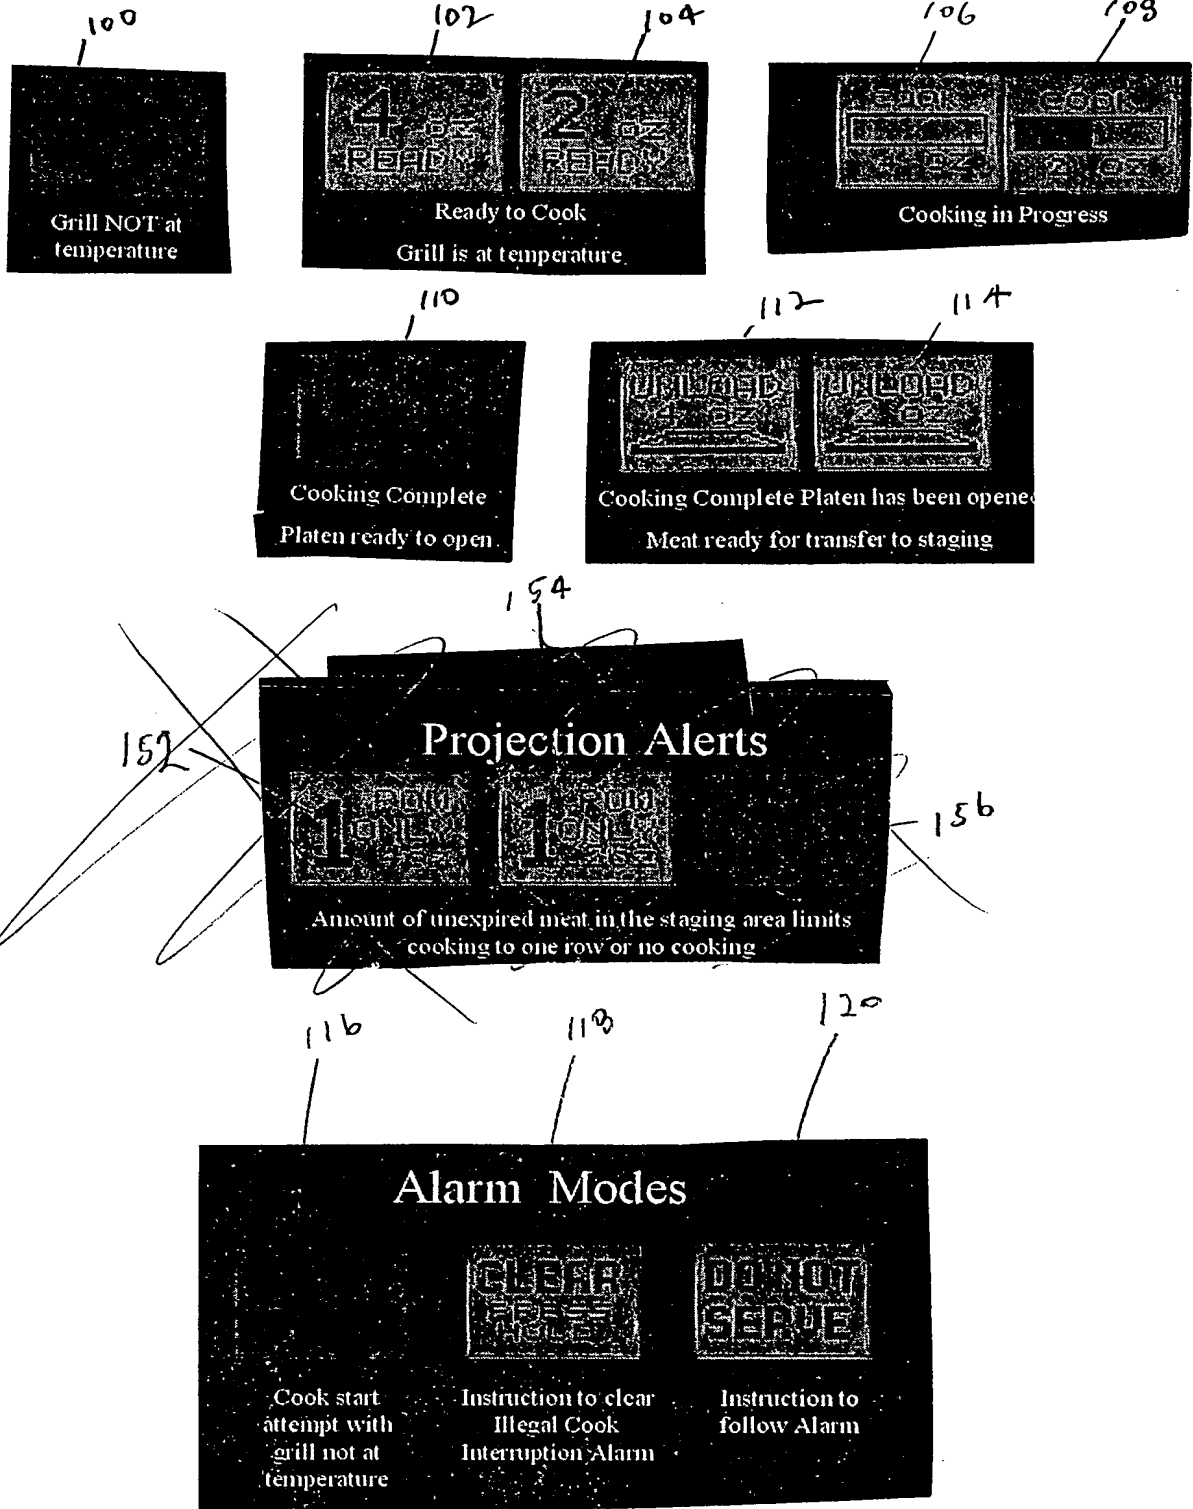 100
102
104
106
108
4 OZ
READY
2 OZ
READY
COOK
4 OZ
COOK
2 OZ
Grill NOT at
temperature
Ready to Cook
Grill is at temperature
Cooking in Progress
110
112
114
UNLOAD
4 OZ
UNLOAD
2 OZ
Cooking Complete
Platen ready to open
Cooking Complete Platen has been opened
Meat ready for transfer to staging
154
152
156
Projection Alerts
1 ROW
ONLY
1 ROW
ONLY
Amount of unexpired meat in the staging area limits
cooking to one row or no cooking
116
118
120
Alarm Modes
CLEAR
PRESS
DO NOT
SERVE
Cook start
attempt with
grill not at
temperature
Instruction to clear
Illegal Cook
Interruption Alarm
Instruction to
follow Alarm